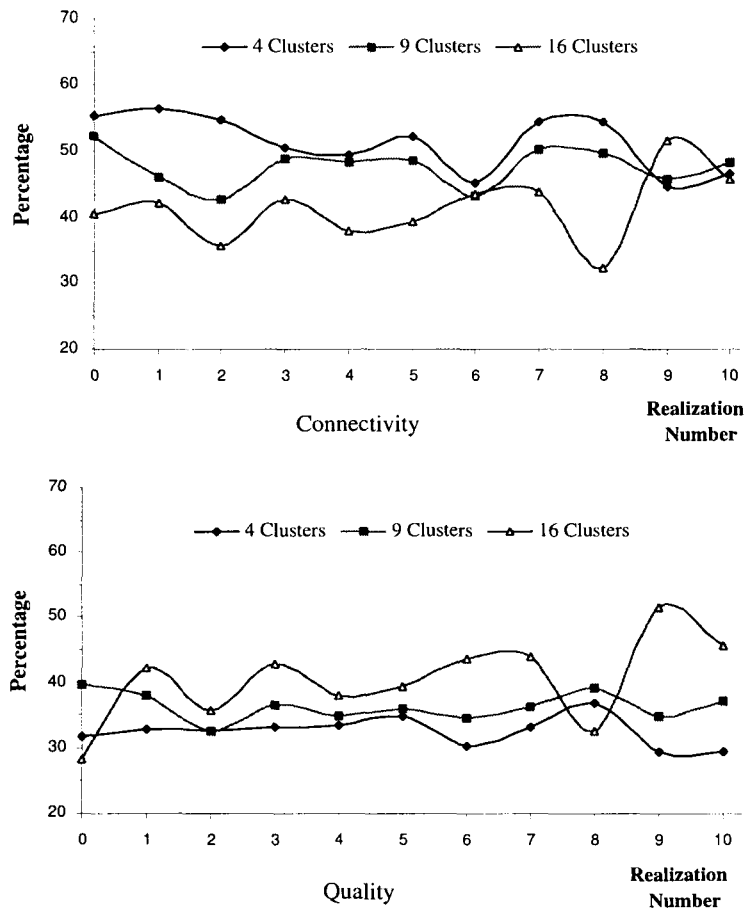 70
4 Clusters 9 Clusters 16 Clusters
60
50
40
30
20
Percentage
0 1 2 3 4 5 6 7 8 9 10
Connectivity
Realization
Number
70
4 Clusters 9 Clusters 16 Clusters
60
50
40
30
20
Percentage
0 1 2 3 4 5 6 7 8 9 10
Quality
Realization
Number